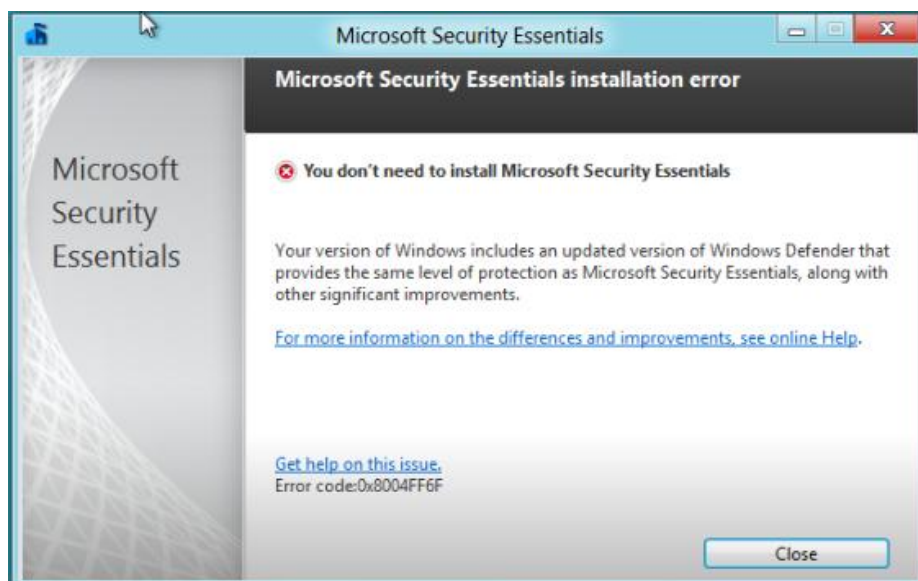 Microsoft Security Essentials
Microsoft Security Essentials installation error
Microsoft
Security
Essentials
You don't need to install Microsoft Security Essentials
Your version of Windows includes an updated version of Windows Defender that
provides the same level of protection as Microsoft Security Essentials, along with
other significant improvements.
For more information on the differences and improvements, see online Help.
Get help on this issue.
Error code:0x8004FF6F
Close